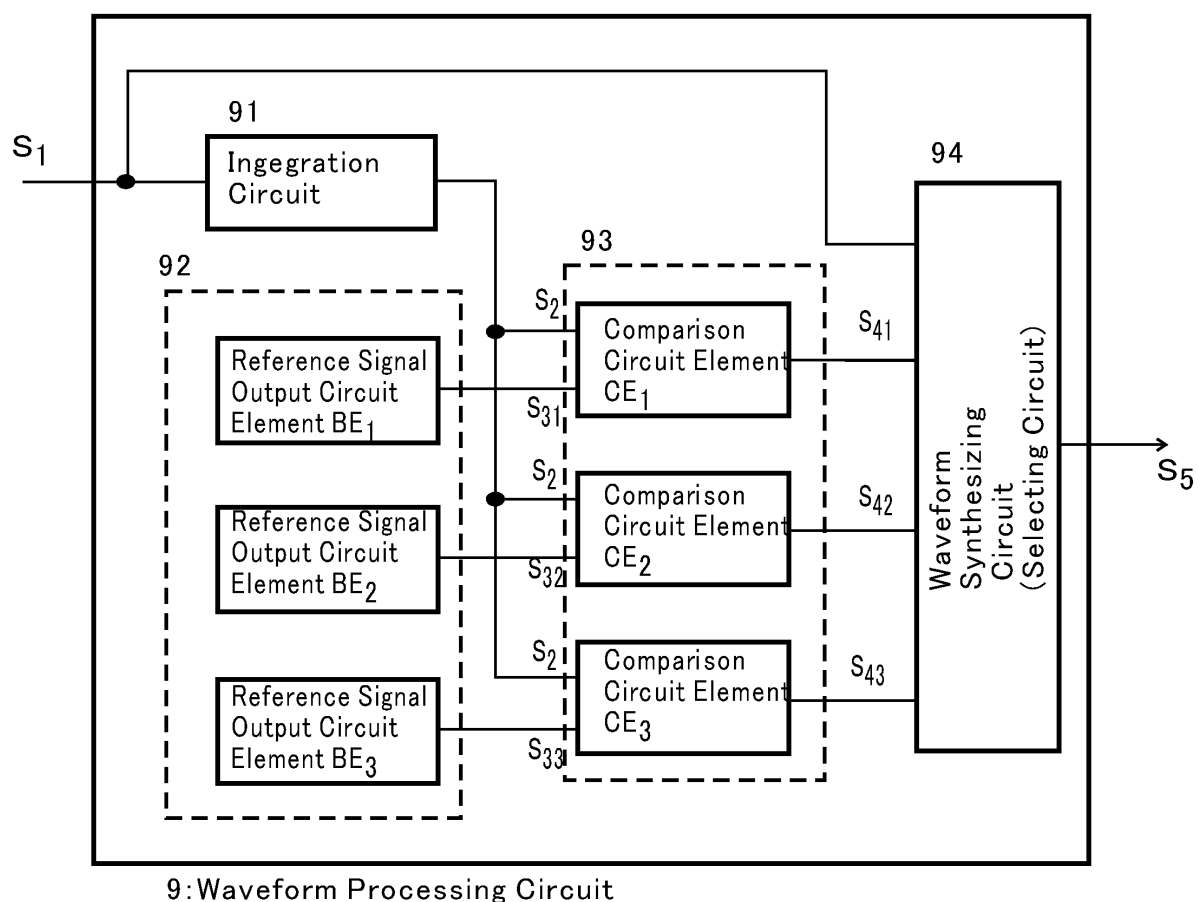 91
S1
Ingegration
Circuit
94
92
93
S2
Comparison
Circuit Element
CE1
S41
Reference Signal
Output Circuit
Element BE1
S31
S2
Comparison
Circuit Element
CE2
S42
Reference Signal
Output Circuit
Element BE2
S32
S2
Comparison
Circuit Element
CE3
S43
Reference Signal
Output Circuit
Element BE3
S33
Waveform
Synthesizing
Circuit
(Selecting Circuit)
S5
9:Waveform Processing Circuit